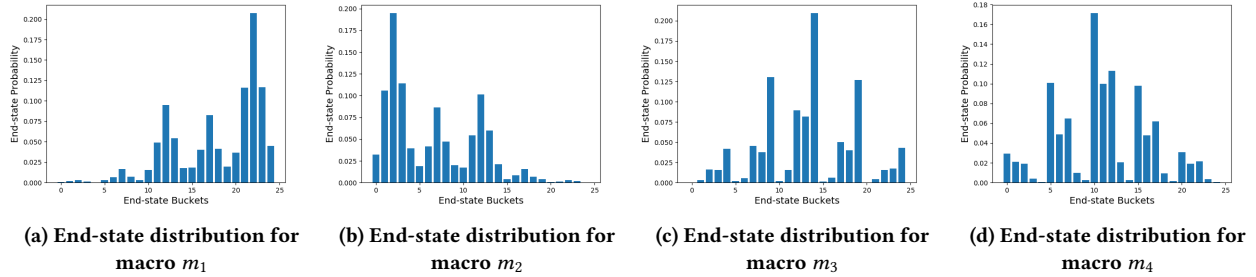 0.200
0.175
0.150
0.125
0.100
0.075
0.050
0.025
0.000
End-state Probability
0 5 10 15 20 25
End-state Buckets
(a) End-state distribution for
macro m1
0.200
0.175
0.150
0.125
0.100
0.075
0.050
0.025
0.000
End-state Probability
0 5 10 15 20 25
End-state Buckets
(b) End-state distribution for
macro m2
0.200
0.175
0.150
0.125
0.100
0.075
0.050
0.025
0.000
End-state Probability
0 5 10 15 20 25
End-state Buckets
(c) End-state distribution for
macro m3
0.18
0.16
0.14
0.12
0.10
0.08
0.06
0.04
0.02
0.00
End-state Probability
0 5 10 15 20 25
End-state Buckets
(d) End-state distribution for
macro m4